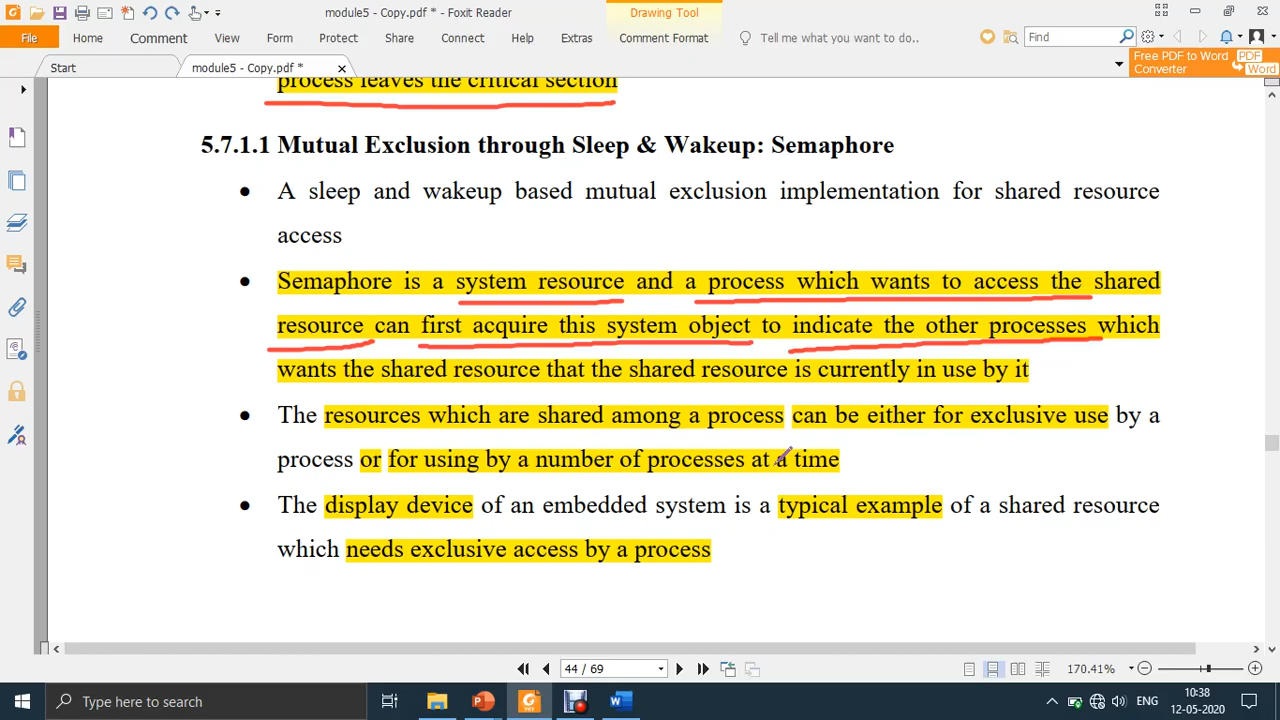 module5 - Copy.pdf * - Foxit Reader
Drawing Tool
File Home Comment View Form Protect Share Connect Extras Help Comment Format Tell me what you want to do.. Find
Start module5 - Copy.pdf *
Free PDF to Word Converter PDF Word
process leaves the critical section
5.7.1.1 Mutual Exclusion through Sleep & Wakeup: Semaphore
• A sleep and wakeup based mutual exclusion implementation for shared resource
access
• Semaphore is a system resource and a process which wants to access the shared
resource can first acquire this system object to indicate the other processes which
wants the shared resource that the shared resource is currently in use by it
• The resources which are shared among a process can be either for exclusive use by a
process or for using by a number of processes at a time
• The display device of an embedded system is a typical example of a shared resource
which needs exclusive access by a process
44 / 69
170.41%
Type here to search
ENG
10:38
12-05-2020